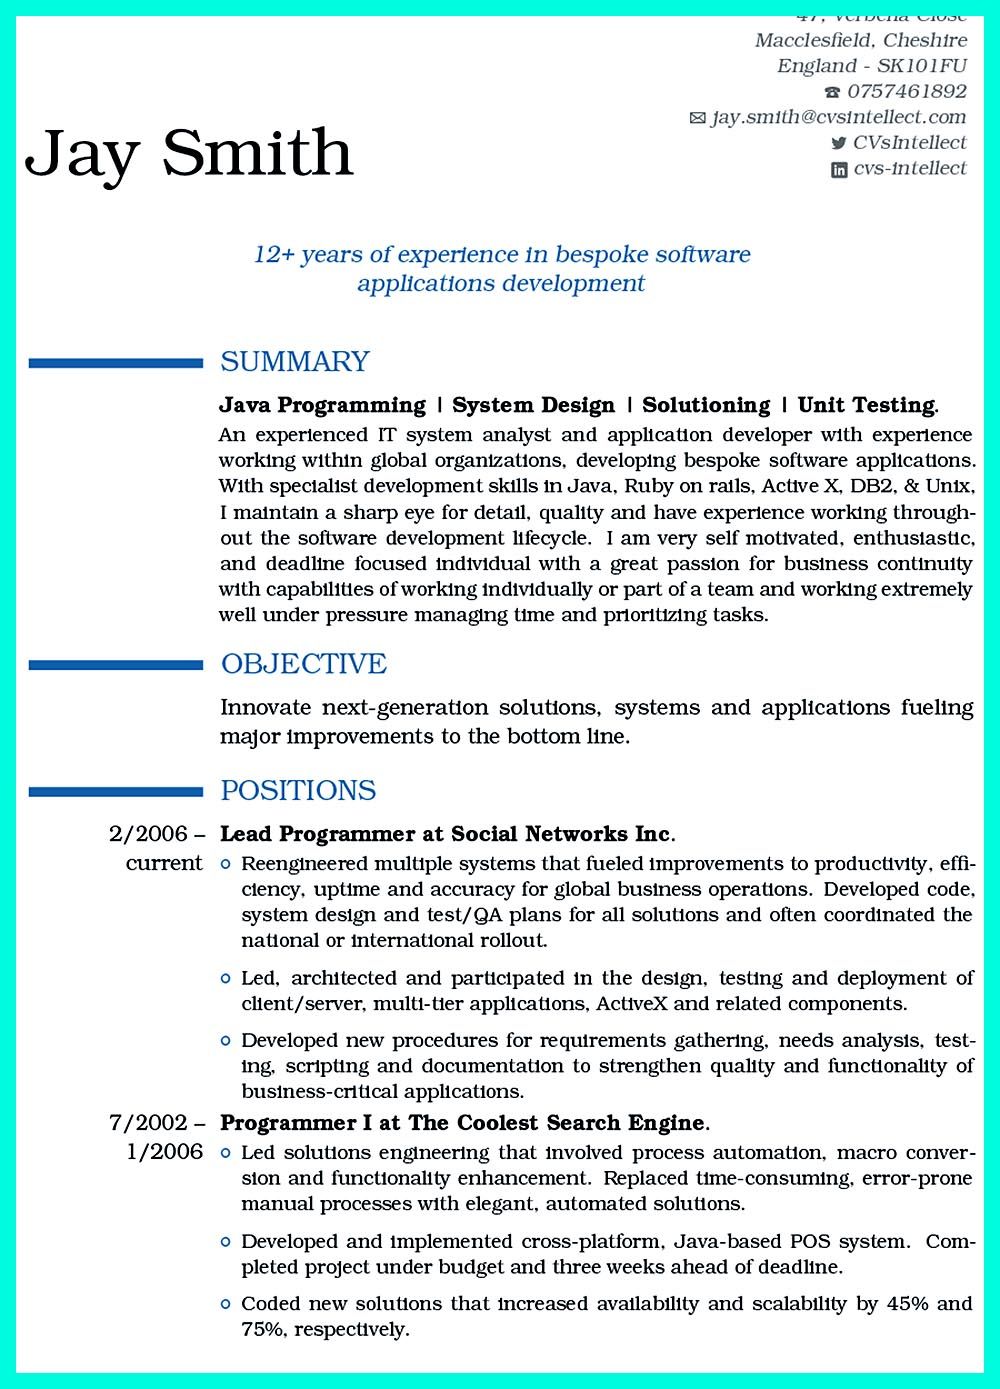 47, Verbena Close
Macclesfield, Cheshire
England - SK101FU
☎ 0757461892
✉ jay.smith@cvsintellect.com
CVsIntellect
in cvs-intellect
Jay Smith
12+ years of experience in bespoke software
applications development
SUMMARY
Java Programming | System Design | Solutioning | Unit Testing.
An experienced IT system analyst and application developer with experience
working within global organizations, developing bespoke software applications.
With specialist development skills in Java, Ruby on rails, Active X, DB2, & Unix,
I maintain a sharp eye for detail, quality and have experience working through-
out the software development lifecycle. I am very self motivated, enthusiastic,
and deadline focused individual with a great passion for business continuity
with capabilities of working individually or part of a team and working extremely
well under pressure managing time and prioritizing tasks.
OBJECTIVE
Innovate next-generation solutions, systems and applications fueling
major improvements to the bottom line.
POSITIONS
2/2006 – Lead Programmer at Social Networks Inc.
current ○ Reengineered multiple systems that fueled improvements to productivity, effi-
ciency, uptime and accuracy for global business operations. Developed code,
system design and test/QA plans for all solutions and often coordinated the
national or international rollout.
○ Led, architected and participated in the design, testing and deployment of
client/server, multi-tier applications, ActiveX and related components.
○ Developed new procedures for requirements gathering, needs analysis, test-
ing, scripting and documentation to strengthen quality and functionality of
business-critical applications.
7/2002 – Programmer I at The Coolest Search Engine.
1/2006 ○ Led solutions engineering that involved process automation, macro conver-
sion and functionality enhancement. Replaced time-consuming, error-prone
manual processes with elegant, automated solutions.
○ Developed and implemented cross-platform, Java-based POS system. Com-
pleted project under budget and three weeks ahead of deadline.
○ Coded new solutions that increased availability and scalability by 45% and
75%, respectively.